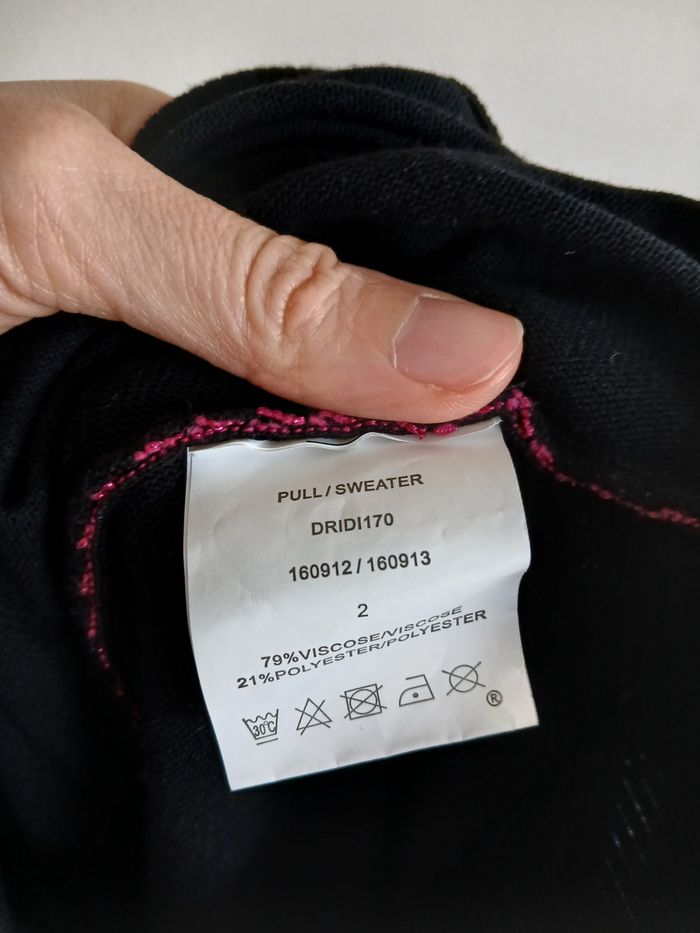 PULL / SWEATER
DRIDI170
160912 / 160913
2
79%VISCOSE/VISCOSE
21%POLYESTER/POLYESTER
30°C
®